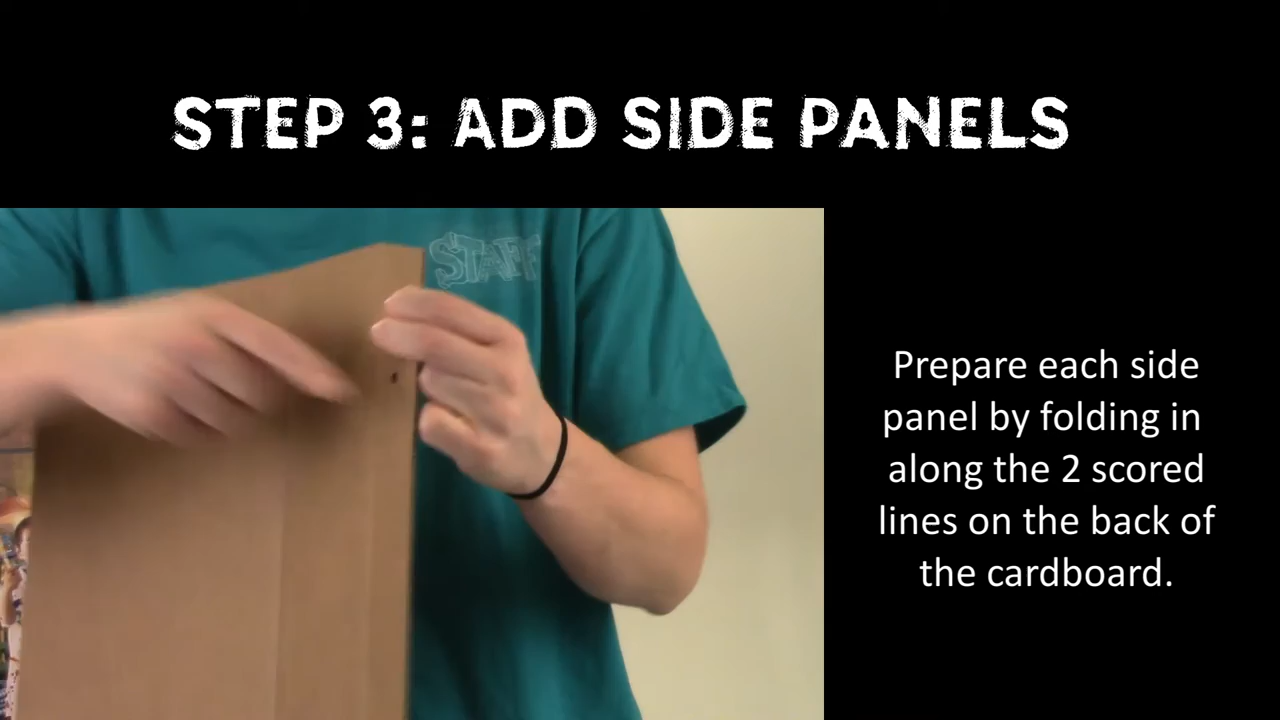 STEP 3: ADD SIDE PANELS
STAFF
Prepare each side
panel by folding in
along the 2 scored
lines on the back of
the cardboard.